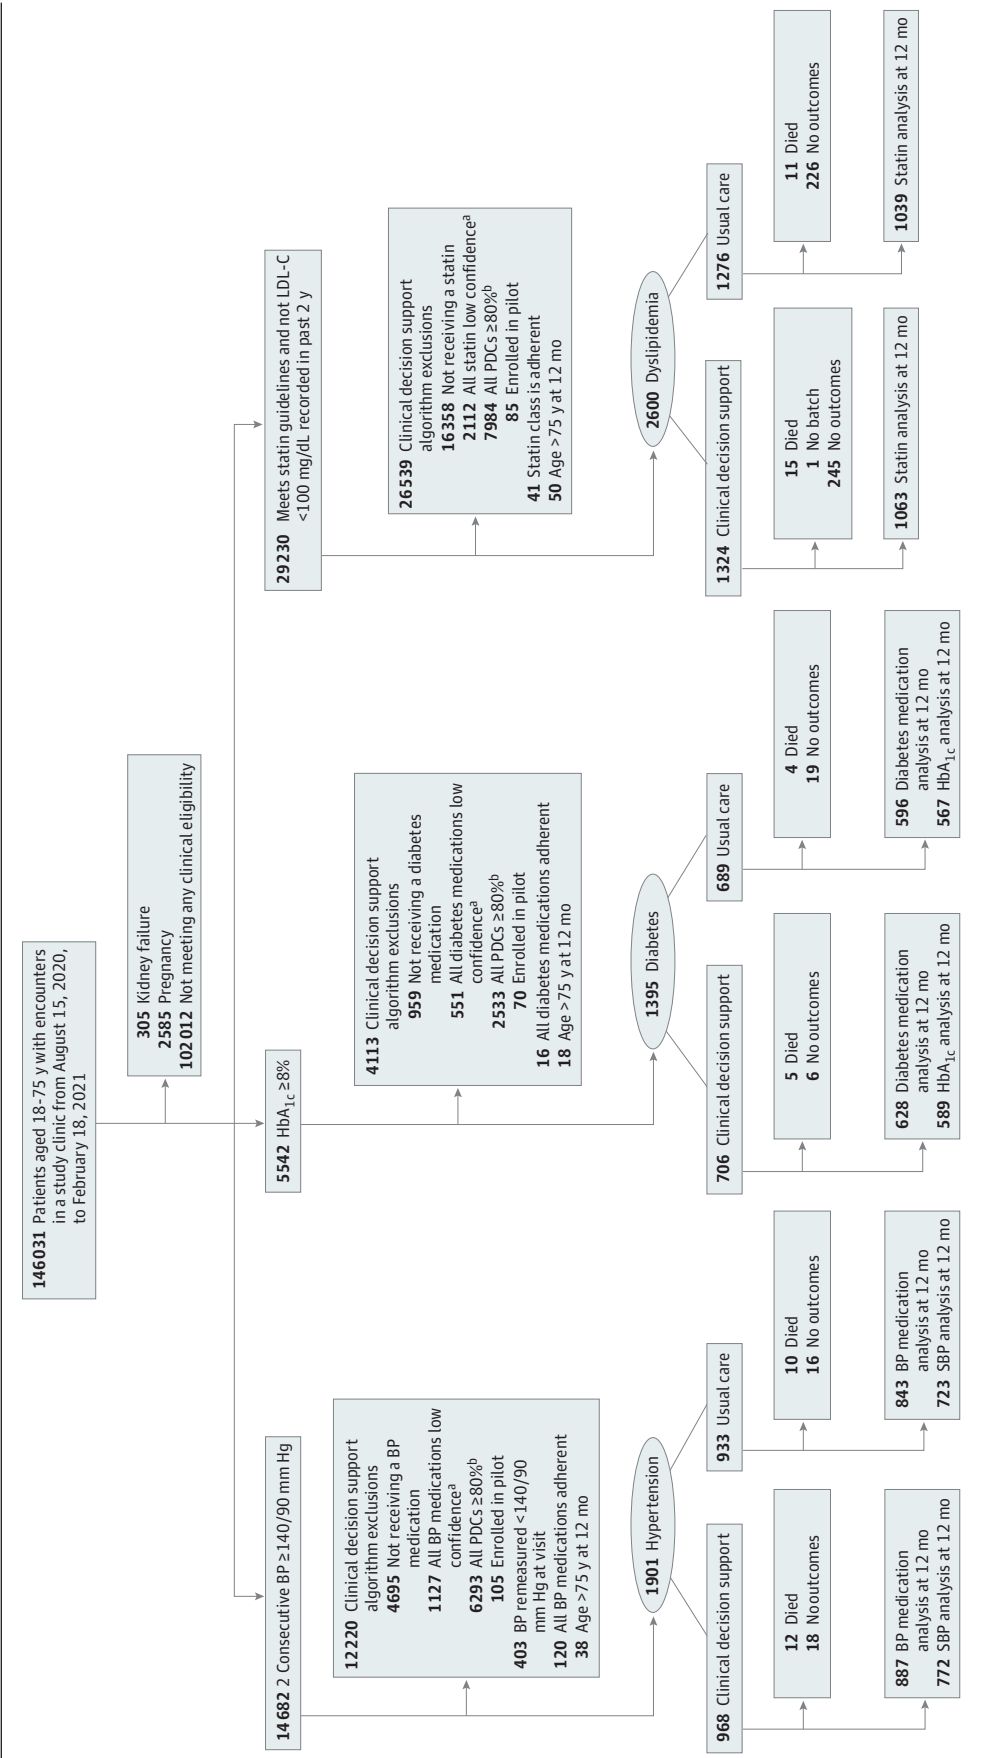 146031 Patients aged 18-75 y with encounters
in a study clinic from August 15, 2020,
to February 18, 2021
305 Kidney failure
2585 Pregnancy
102012 Not meeting any clinical eligibility
14682 2 Consecutive BP ≥140/90 mm Hg
12220 Clinical decision support
algorithm exclusions
4695 Not receiving a BP
medication
1127 All BP medications low
confidenceᵃ
6293 All PDCs ≥80%ᵇ
105 Enrolled in pilot
403 BP remeasured <140/90
mm Hg at visit
120 All BP medications adherent
38 Age >75 y at 12 mo
1901 Hypertension
968 Clinical decision support
12 Died
18 No outcomes
887 BP medication
analysis at 12 mo
772 SBP analysis at 12 mo
933 Usual care
10 Died
16 No outcomes
843 BP medication
analysis at 12 mo
723 SBP analysis at 12 mo
5542 HbA₁c ≥8%
4113 Clinical decision support
algorithm exclusions
959 Not receiving a diabetes
medication
551 All diabetes medications low
confidenceᵃ
2533 All PDCs ≥80%ᵇ
70 Enrolled in pilot
16 All diabetes medications adherent
18 Age >75 y at 12 mo
1395 Diabetes
706 Clinical decision support
5 Died
6 No outcomes
628 Diabetes medication
analysis at 12 mo
589 HbA₁c analysis at 12 mo
689 Usual care
4 Died
19 No outcomes
596 Diabetes medication
analysis at 12 mo
567 HbA₁c analysis at 12 mo
29230 Meets statin guidelines and not LDL-C
<100 mg/dL recorded in past 2 y
26539 Clinical decision support
algorithm exclusions
16358 Not receiving a statin
2112 All statin low confidenceᵃ
7984 All PDCs ≥80%ᵇ
85 Enrolled in pilot
41 Statin class is adherent
50 Age >75 y at 12 mo
2600 Dyslipidemia
1324 Clinical decision support
15 Died
1 No batch
245 No outcomes
1063 Statin analysis at 12 mo
1276 Usual care
11 Died
226 No outcomes
1039 Statin analysis at 12 mo